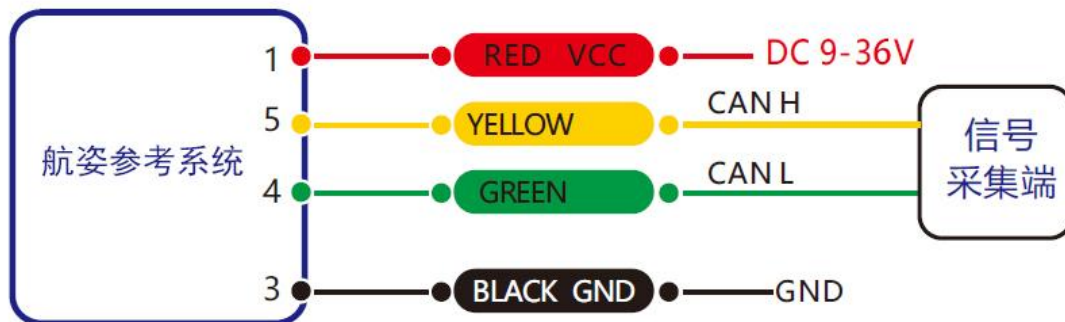 1 RED VCC DC 9-36V
5 YELLOW CAN H
航姿参考系统
4 GREEN CAN L
信号
采集端
3 BLACK GND GND